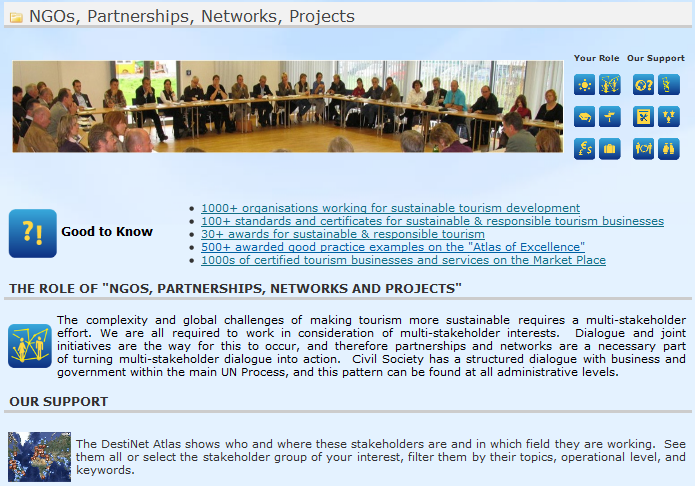 NGOs, Partnerships, Networks, Projects
Your Role Our Support
?!
Good to Know
1000+ organisations working for sustainable tourism development
100+ standards and certificates for sustainable & responsible tourism businesses
30+ awards for sustainable & responsible tourism
500+ awarded good practice examples on the "Atlas of Excellence"
1000s of certified tourism businesses and services on the Market Place
THE ROLE OF "NGOS, PARTNERSHIPS, NETWORKS AND PROJECTS"
The complexity and global challenges of making tourism more sustainable requires a multi-stakeholder
effort. We are all required to work in consideration of multi-stakeholder interests. Dialogue and joint
initiatives are the way for this to occur, and therefore partnerships and networks are a necessary part
of turning multi-stakeholder dialogue into action. Civil Society has a structured dialogue with business and
government within the main UN Process, and this pattern can be found at all administrative levels.
OUR SUPPORT
The DestiNet Atlas shows who and where these stakeholders are and in which field they are working. See
them all or select the stakeholder group of your interest, filter them by their topics, operational level, and
keywords.